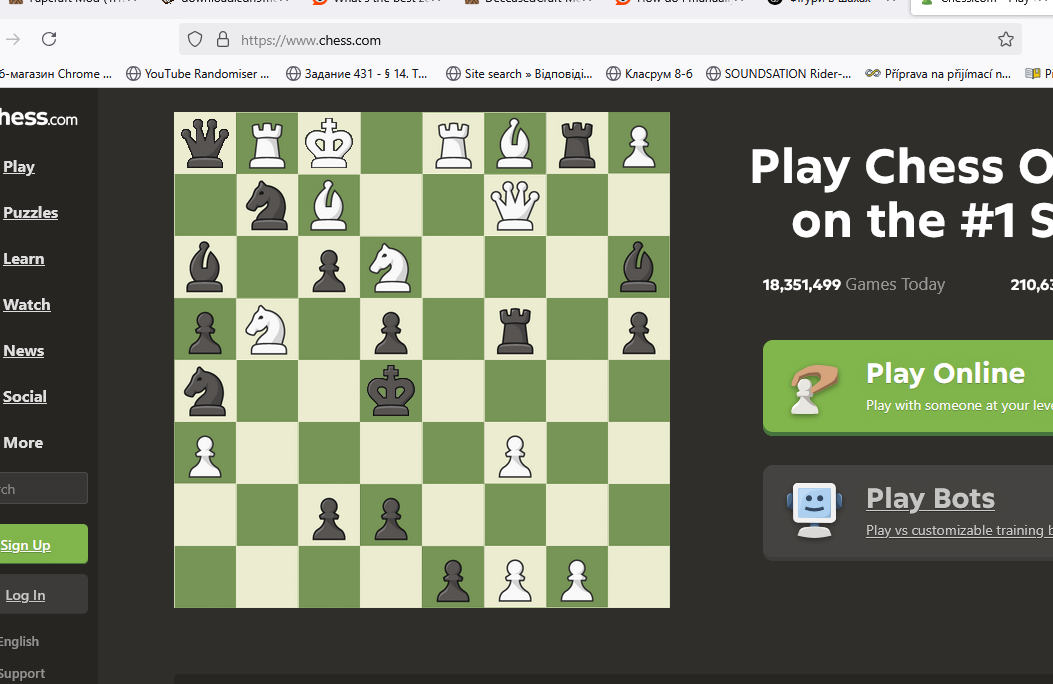 https://www.chess.com
б-магазин Chrome ...
YouTube Randomiser ...
Задание 431 - § 14. Т...
Site search » Відповіді...
Класрум 8-б
SOUNDSATION Rider-...
Příprava na přijímací n...
hess.com
Play
Puzzles
Learn
Watch
News
Social
More
rch
Sign Up
Log In
English
Support
Play Chess O
on the #1 S
18,351,499 Games Today
210,63
Play Online
Play with someone at your leve
Play Bots
Play vs customizable training b